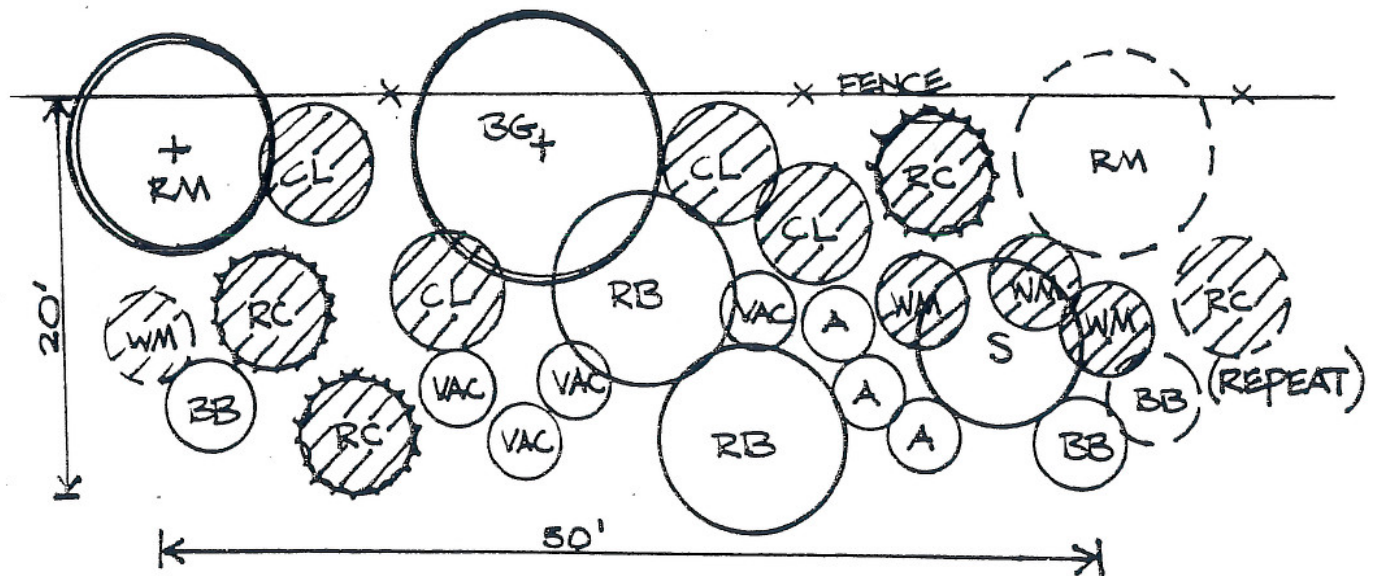 FENCE
RM
CL
BG
CL
CL
RC
RM
20'
WM
RC
CL
RB
VAC
A
WM
WM
WM
RC
S
BB
VAC
VAC
A
BB
(REPEAT)
RC
VAC
RB
A
BB
50'